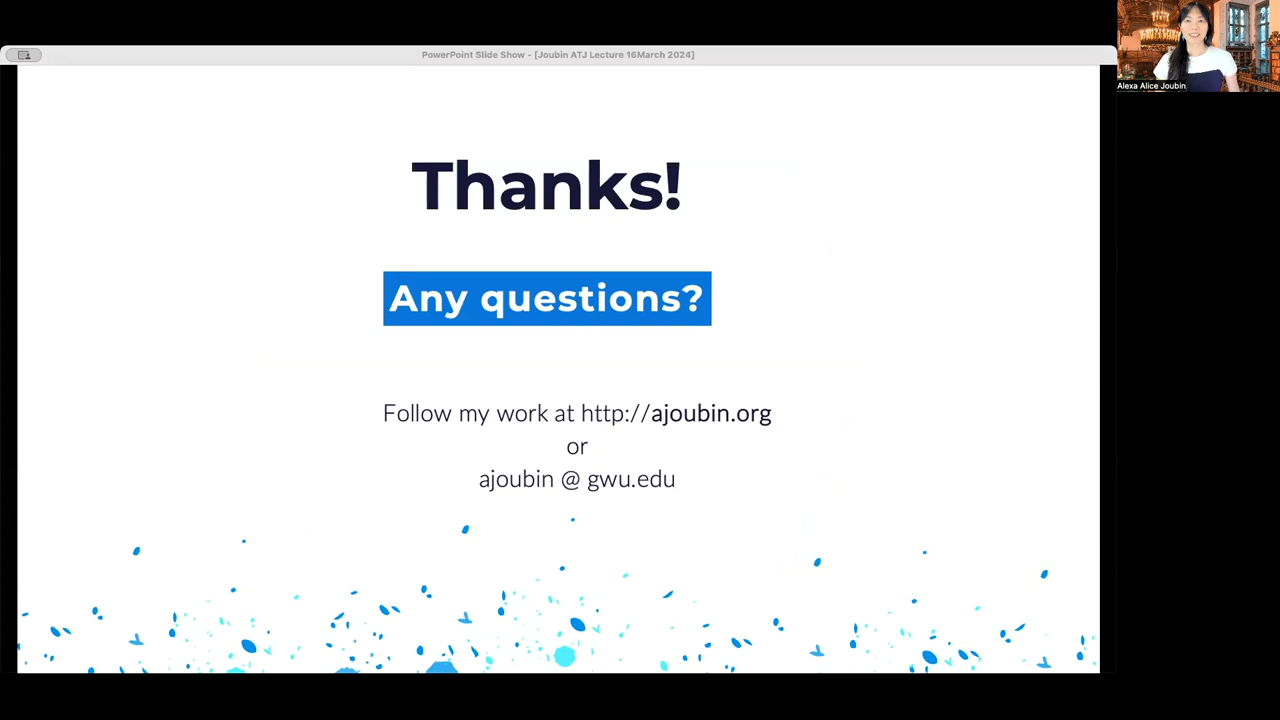 PowerPoint Slide Show - [Joubin ATJ Lecture 16March 2024]
Alexa Alice Joubin
Thanks!
Any questions?
Follow my work at http://ajoubin.org
or
ajoubin @ gwu.edu